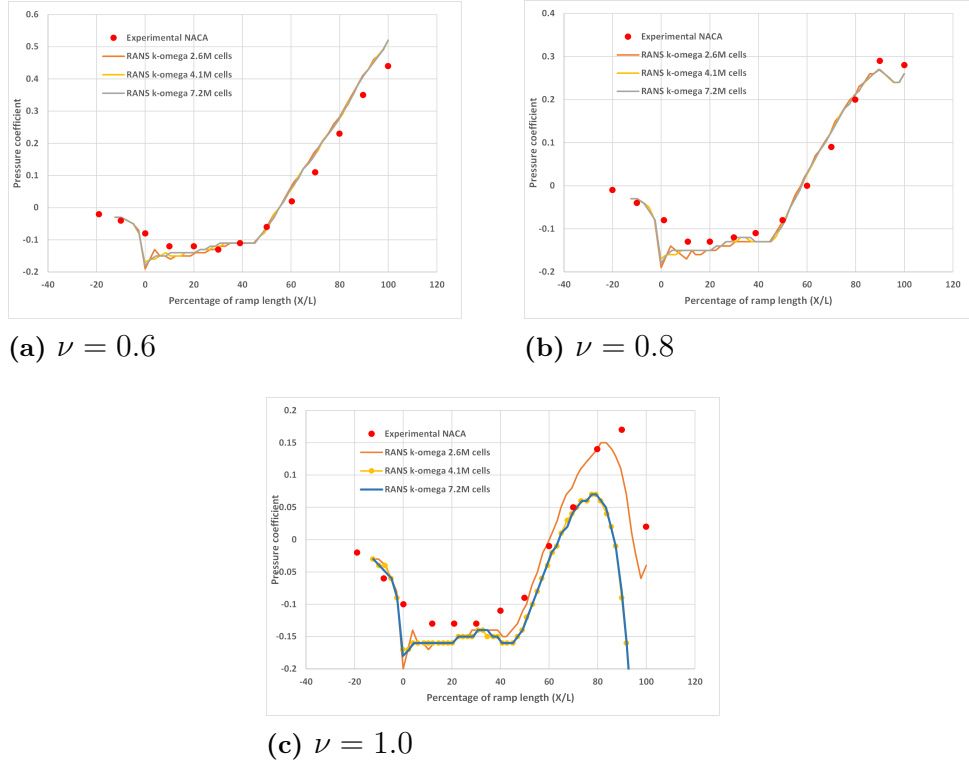 0.6
0.5
0.4
0.3
0.2
0.1
0
-0.1
-0.2
-40 -20 0 20 40 60 80 100 120
Pressure coefficient
Percentage of ramp length (X/L)
Experimental NACA
RANS k-omega 2.6M cells
RANS k-omega 4.1M cells
RANS k-omega 7.2M cells
(a) ν = 0.6
0.4
0.3
0.2
0.1
0
-0.1
-0.2
-40 -20 0 20 40 60 80 100 120
Pressure coefficient
Percentage of ramp length (X/L)
Experimental NACA
RANS k-omega 2.6M cells
RANS k-omega 4.1M cells
RANS k-omega 7.2M cells
(b) ν = 0.8
0.2
0.15
0.1
0.05
0
-0.05
-0.1
-0.15
-0.2
-40 -20 0 20 40 60 80 100 120
Pressure coefficient
Percentage of ramp length (X/L)
Experimental NACA
RANS k-omega 2.6M cells
RANS k-omega 4.1M cells
RANS k-omega 7.2M cells
(c) ν = 1.0